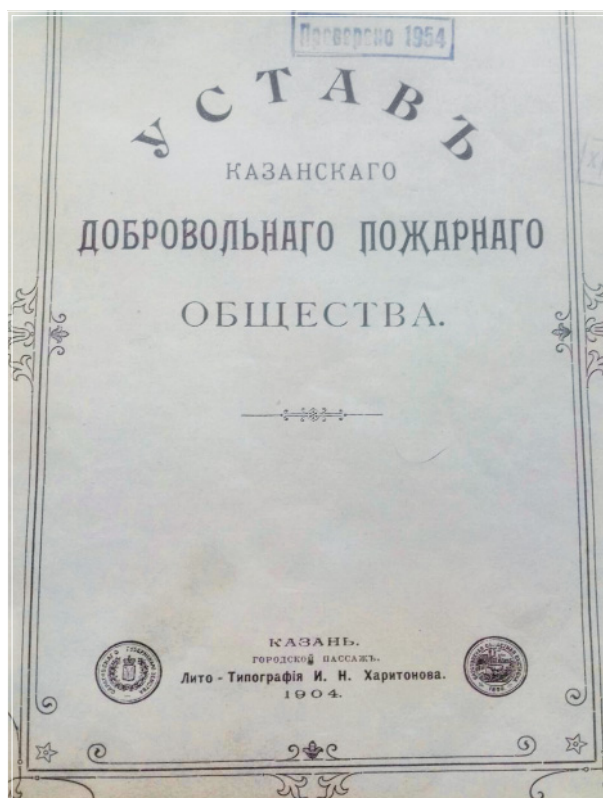 Проверено 1954
УСТАВЪ
КАЗАНСКАГО
ДОБРОВОЛЬНАГО ПОЖАРНАГО
ОБЩЕСТВА.
КАЗАНЬ.
ГОРОДСКОЙ ПАССАЖЪ.
Лито - Типографія И. Н. Харитонова.
1904.